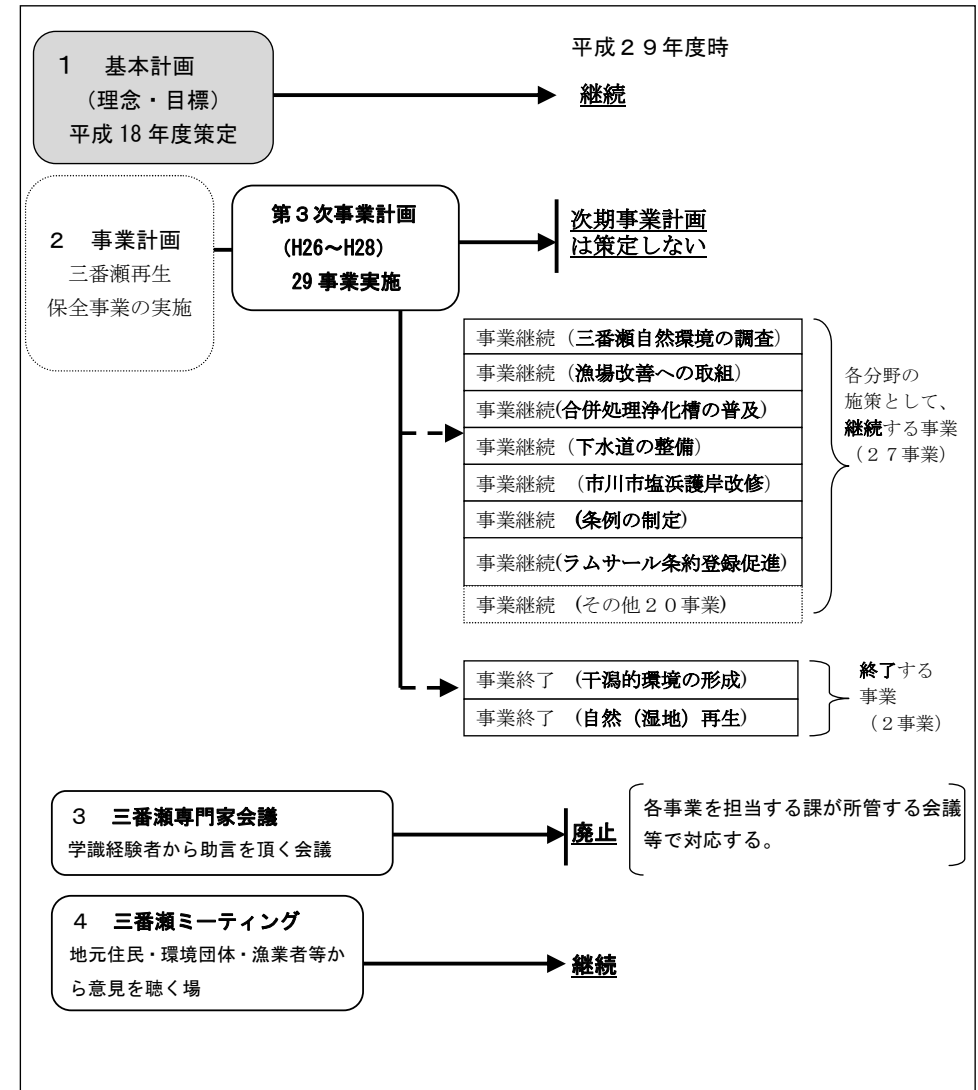 平成２９年度時
１　基本計画
（理念・目標）
平成 18 年度策定
継続
２　事業計画
三番瀬再生
保全事業の実施
第３次事業計画
(H26～H28)
29 事業実施
次期事業計画
は策定しない
事業継続（三番瀬自然環境の調査）
事業継続（漁場改善への取組）
事業継続(合併処理浄化槽の普及)
事業継続（下水道の整備）
事業継続　（市川市塩浜護岸改修）
事業継続　(条例の制定)
事業継続(ラムサール条約登録促進)
事業継続　(その他２０事業)
各分野の
施策として、
継続する事業
（２７事業）
事業終了　(干潟的環境の形成)
事業終了　(自然（湿地）再生)
終了する
事業
（２事業）
３　三番瀬専門家会議
学識経験者から助言を頂く会議
廃止
各事業を担当する課が所管する会議
等で対応する。
４　三番瀬ミーティング
地元住民・環境団体・漁業者等か
ら意見を聴く場
継続